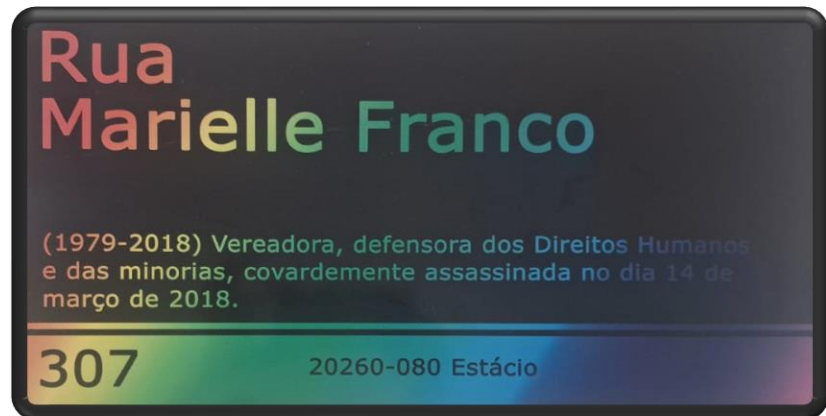 Rua
Marielle Franco
(1979-2018) Vereadora, defensora dos Direitos Humanos
e das minorias, covardemente assassinada no dia 14 de
março de 2018.
307
20260-080 Estácio